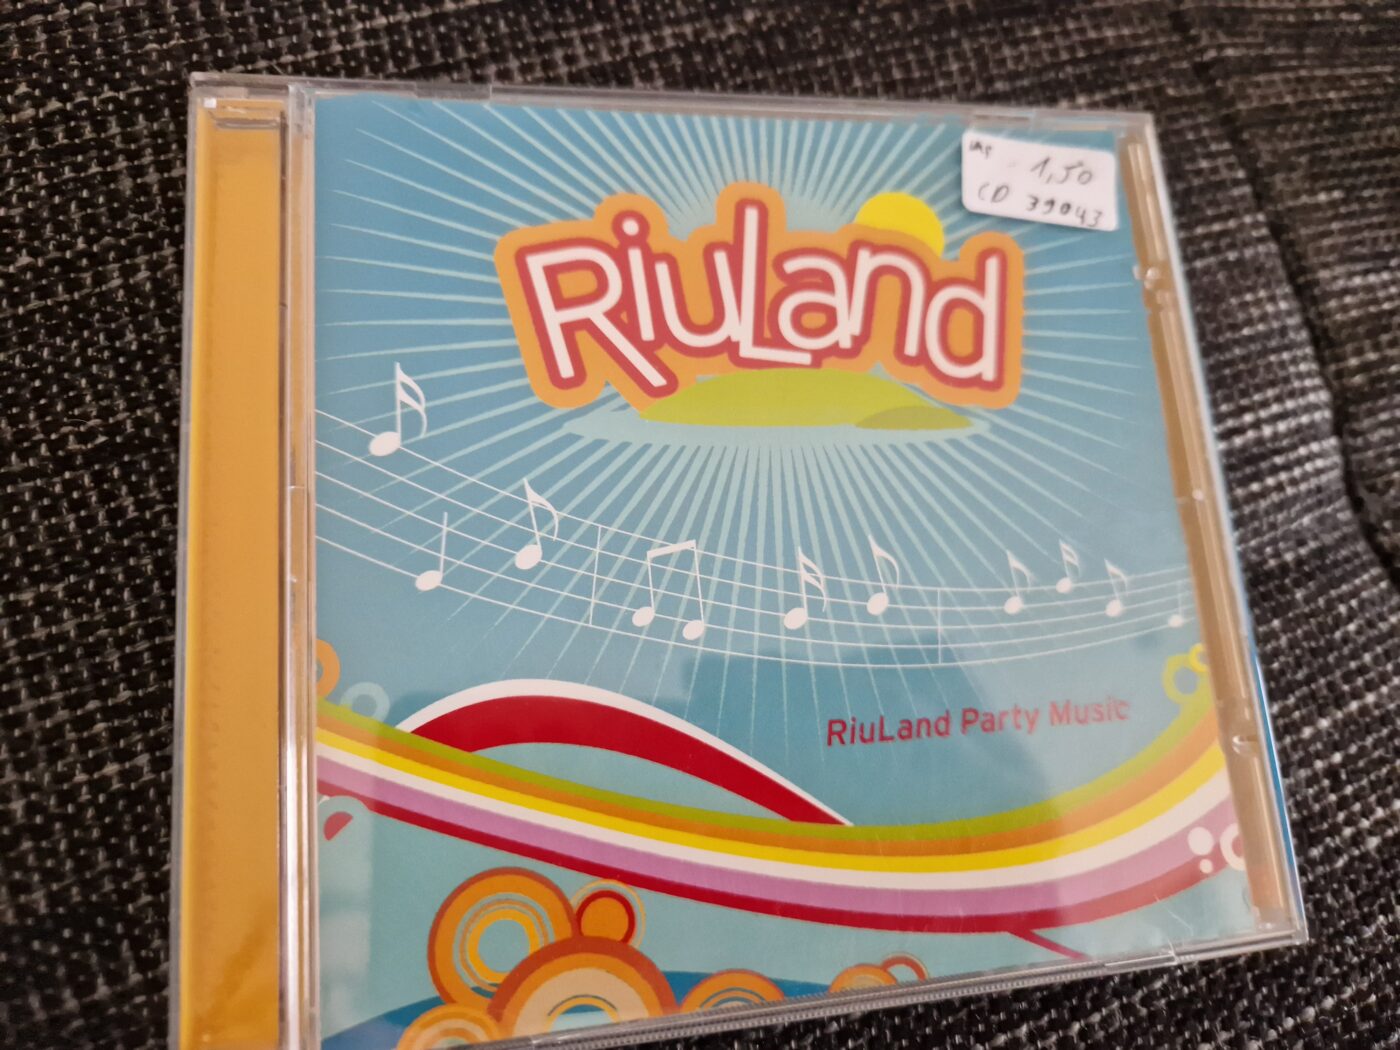 RiuLand
1,50
CD 39043
RiuLand Party Music